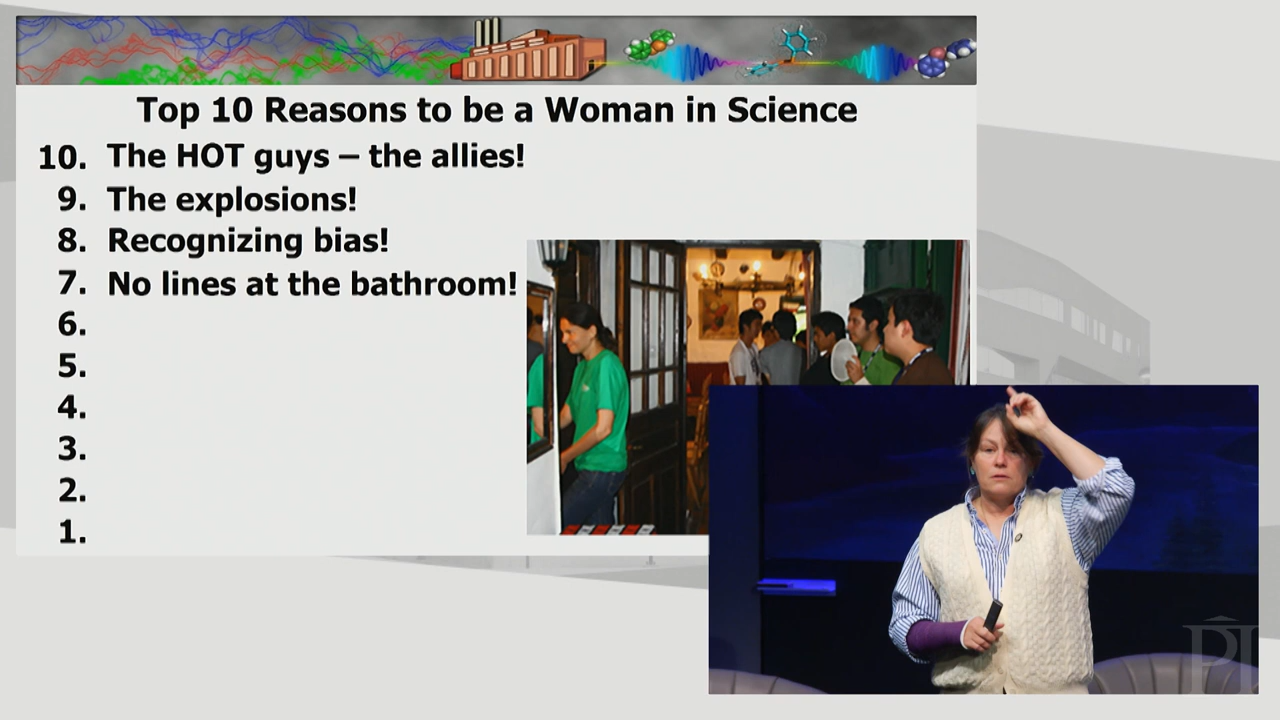 Top 10 Reasons to be a Woman in Science
10. The HOT guys – the allies!
9. The explosions!
8. Recognizing bias!
7. No lines at the bathroom!
6.
5.
4.
3.
2.
1.
PI